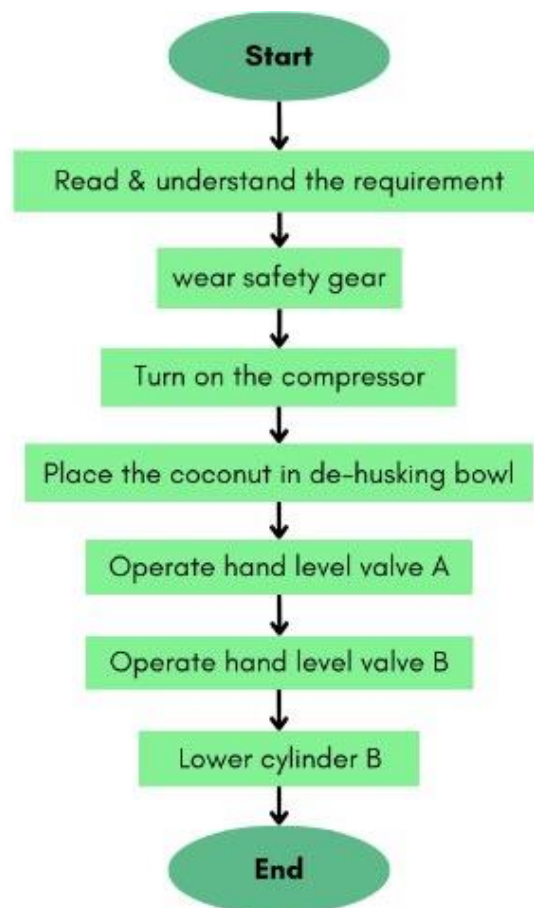 Start
Read & understand the requirement
wear safety gear
Turn on the compressor
Place the coconut in de-husking bowl
Operate hand level valve A
Operate hand level valve B
Lower cylinder B
End